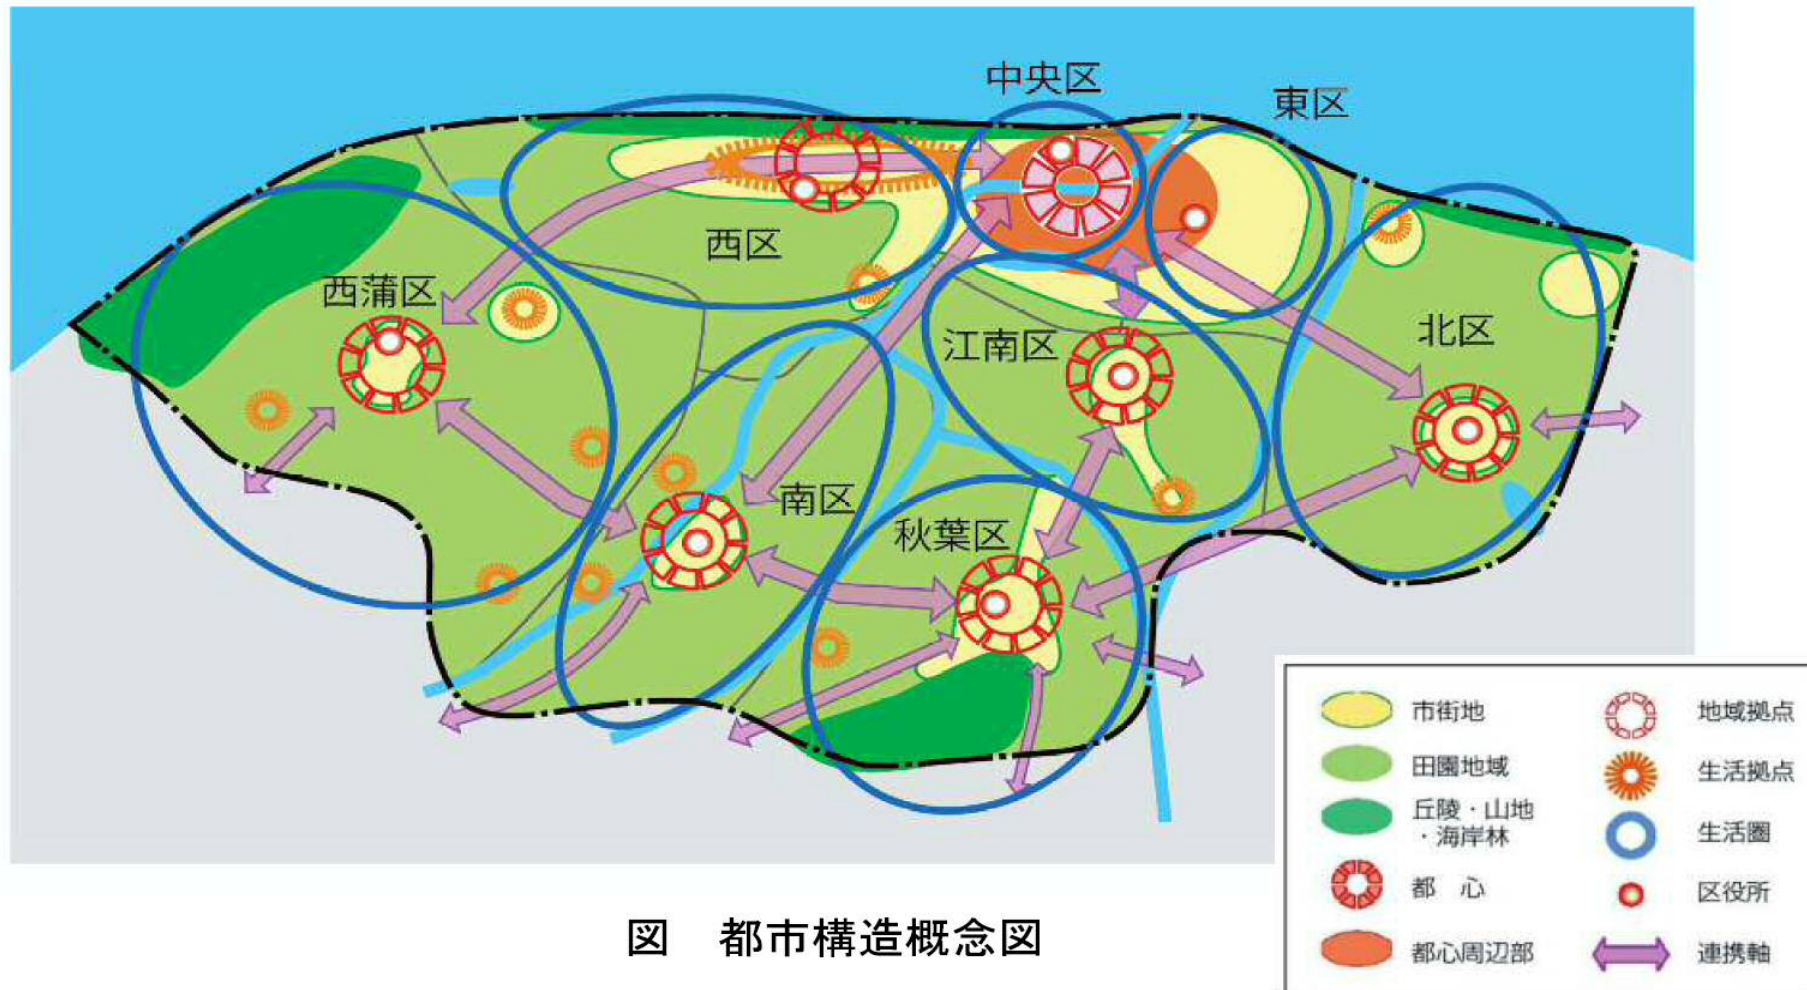 中央区
東区
西区
西蒲区
江南区
北区
南区
秋葉区
市街地
田園地域
丘陵・山地
・海岸林
都　心
都心周辺部
地域拠点
生活拠点
生活圏
区役所
連携軸
図　都市構造概念図